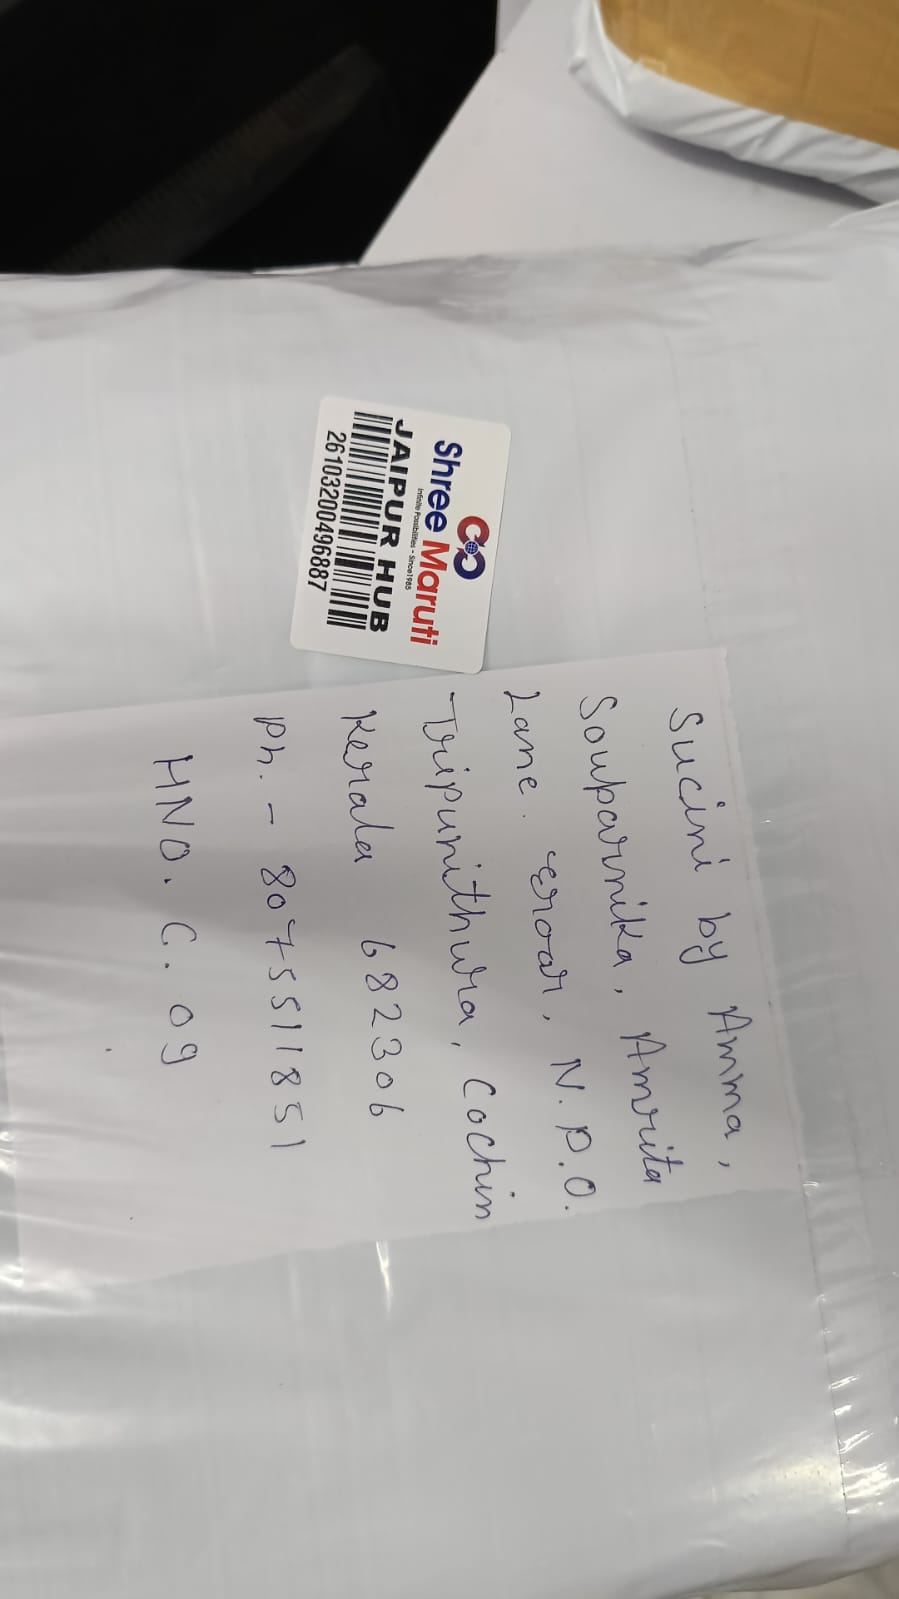 Shree Maruti
Infinite Possibilities - Since 1985
JAIPUR HUB
26103200496887
Sucini by Amma,
Souparnika, Amrita
Lane. Eroor, N.P.O.
Tripunithura, Cochin
Kerala 682306
Ph. - 8075511851
HNO. C. 09